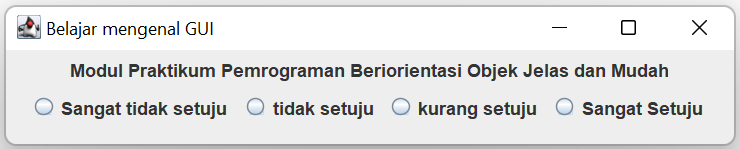 Belajar mengenal GUI
Modul Praktikum Pemrograman Beriorientasi Objek Jelas dan Mudah
Sangat tidak setuju tidak setuju kurang setuju Sangat Setuju